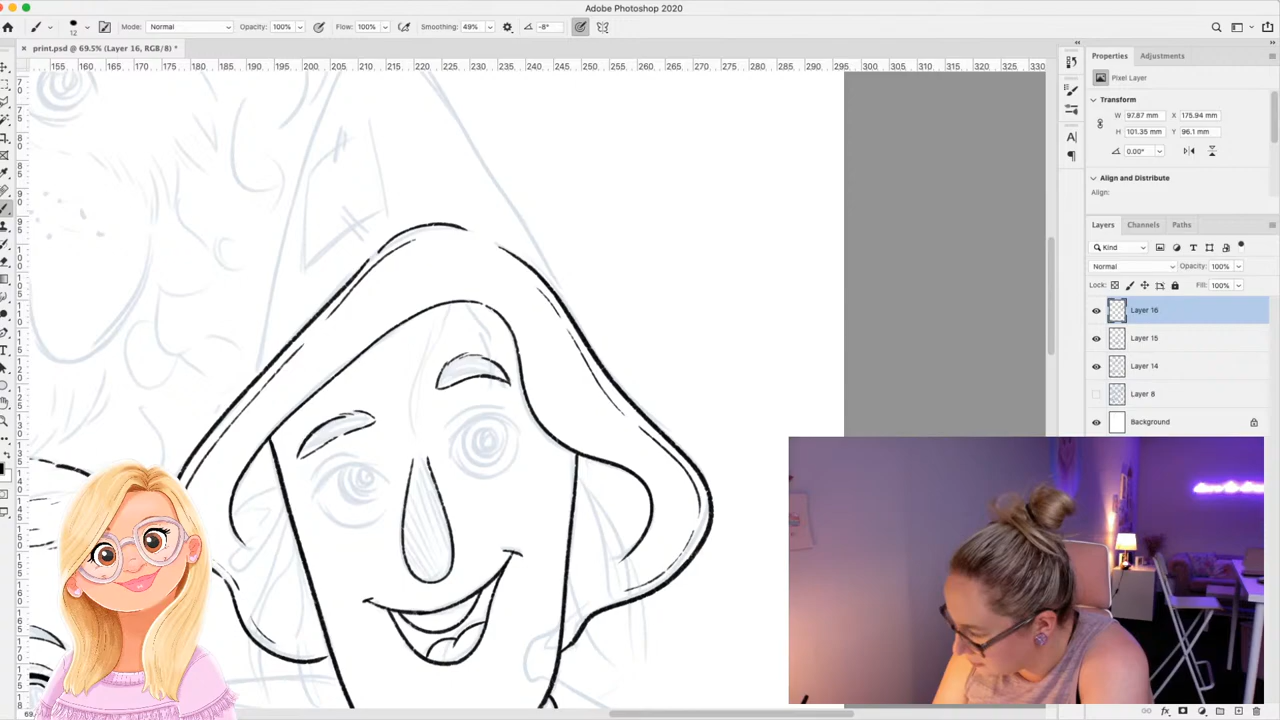 Adobe Photoshop 2020
12 Mode: Normal Opacity: 100% Flow: 100% Smoothing: 49% -8°
× print.psd @ 69.5% (Layer 16, RGB/8) *
155 160 165 170 175 180 185 190 195 200 205 210 215 220 225 230 235 240 245 250 255 260 265 270 275 280 285 290 295 300 305 310 315 320 325 330
Properties Adjustments
Pixel Layer
Transform
W 97.87 mm X 175.94 mm
H 101.35 mm Y 96.1 mm
0.00°
Align and Distribute
Align:
Layers Channels Paths
Kind
Normal Opacity: 100%
Lock: Fill: 100%
Layer 16
Layer 15
Layer 14
Layer 8
Background